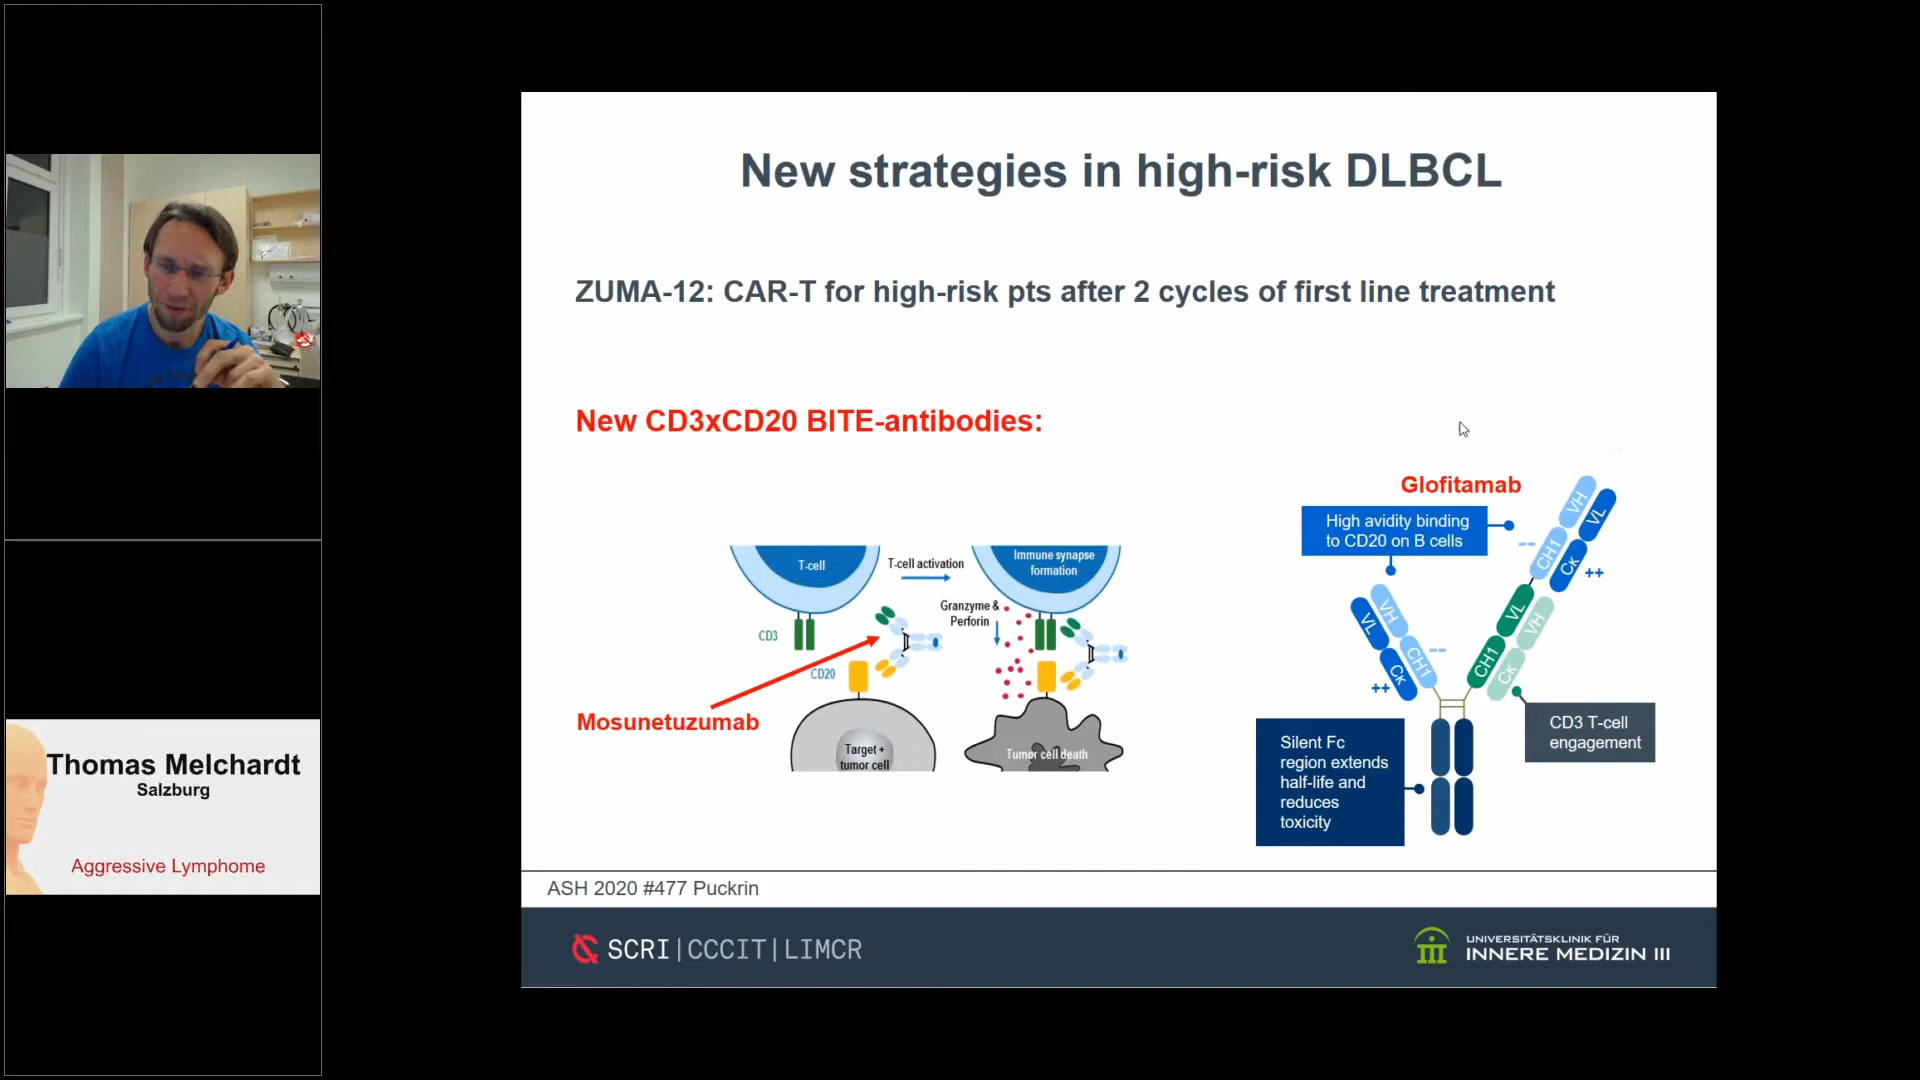 New strategies in high-risk DLBCL
ZUMA-12: CAR-T for high-risk pts after 2 cycles of first line treatment
New CD3xCD20 BITE-antibodies:
T-cell
T-cell activation
Immune synapse
formation
Granzyme &
Perforin
CD3
CD20
Mosunetuzumab
Target +
tumor cell
Tumor cell death
Glofitamab
High avidity binding
to CD20 on B cells
VH
VL
CH1
Cκ
--
++
VL
VH
CH1
Cκ
--
++
VL
VH
CH1
Cκ
CD3 T-cell
engagement
Silent Fc
region extends
half-life and
reduces
toxicity
ASH 2020 #477 Puckrin
SCRI|CCCIT|LIMCR
UNIVERSITÄTSKLINIK FÜR
INNERE MEDIZIN III
Thomas Melchardt
Salzburg
Aggressive Lymphome